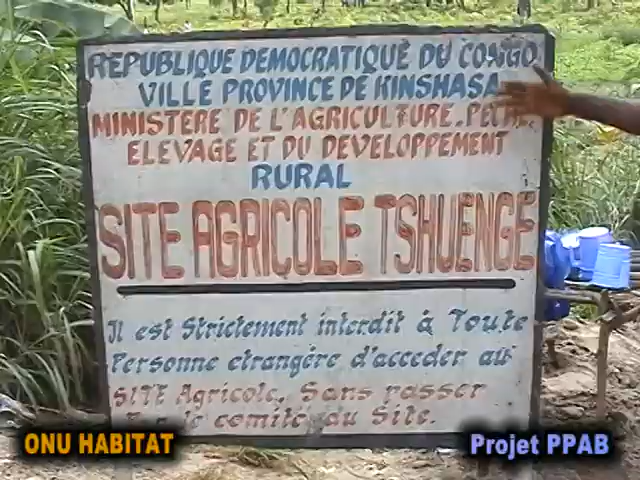 REPUBLIQUE DEMOCRATIQUE DU CONGO
VILLE PROVINCE DE KINSHASA
MINISTERE DE L'AGRICULTURE. PECHE.
ELEVAGE ET DU DEVELOPPEMENT
RURAL
SITE AGRICOLE TSHUENGE
Il est Strictement interdit à Toute
Personne etrangère d'acceder au
SITE Agricole. Sans passer
le comité du Site.
ONU HABITAT
Projet PPAB